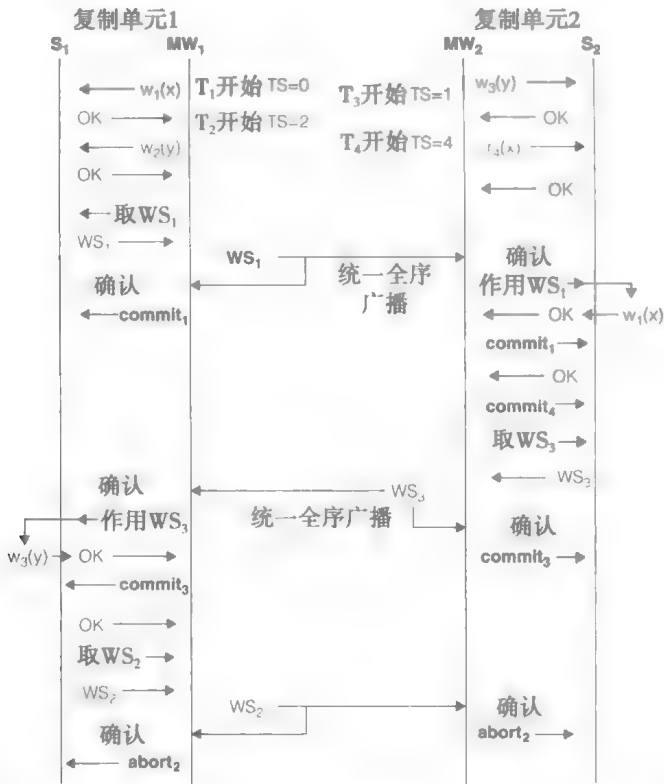 复制单元1
复制单元2
S₁
MW₁
MW₂
S₂
w₁(x)
T₁开始 TS=0
T₃开始 TS=1
w₃(y)
OK
T₂开始 TS=2
OK
w₂(y)
T₄开始 TS=4
r₄(x)
OK
OK
取WS₁
WS₁
WS₁
确认
统一全序
广播
确认
作用WS₁
commit₁
OK
w₁(x)
commit₁
OK
commit₄
取WS₃
WS₃
确认
WS₃
作用WS₃
统一全序广播
确认
w₃(y)
OK
commit₃
commit₃
OK
取WS₂
WS₂
WS₂
确认
确认
abort₂
abort₂